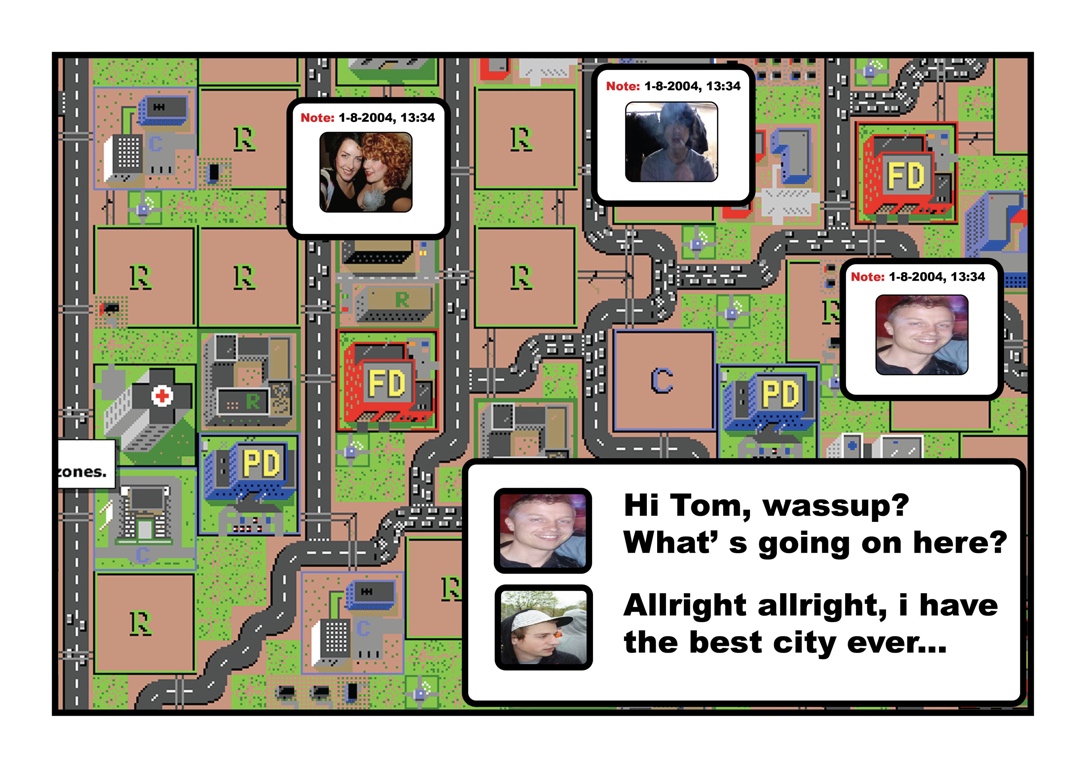 Note: 1-8-2004, 13:34
Note: 1-8-2004, 13:34
C
R
R
FD
Note: 1-8-2004, 13:34
R
R
R
R
R
FD
C
PD
R
zones.
PD
C
Hi Tom, wassup?
What' s going on here?
R
R
C
Allright allright, i have
the best city ever...